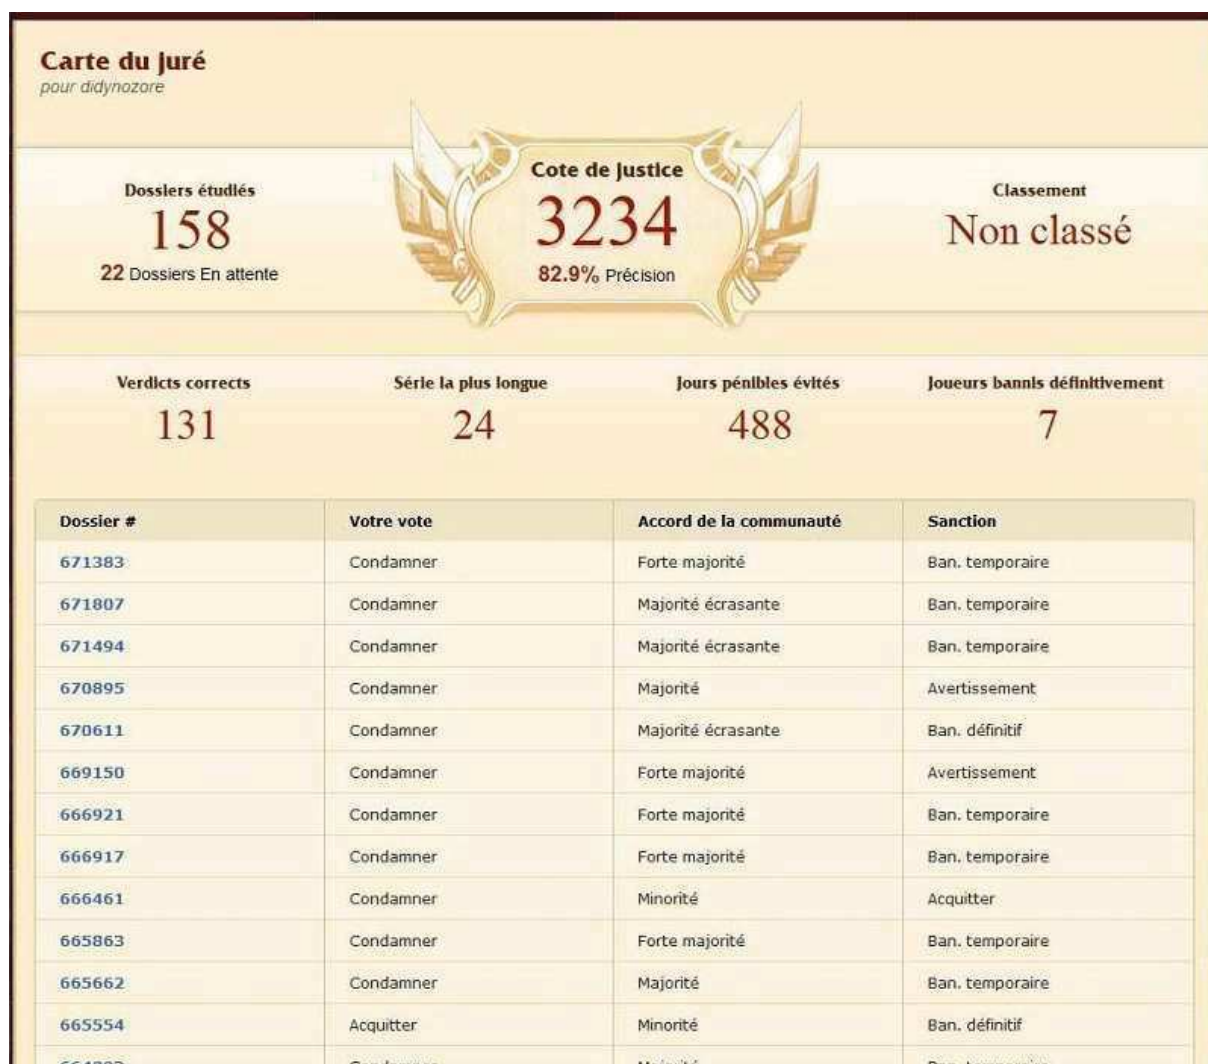 Carte du juré
pour didynozore
Dossiers étudiés
158
22 Dossiers En attente
Cote de justice
3234
82.9% Précision
Classement
Non classé
Verdicts corrects
131
Série la plus longue
24
Jours pénibles évités
488
Joueurs bannis définitivement
7
Dossier # Votre vote Accord de la communauté Sanction
671383 Condamner Forte majorité Ban. temporaire
671807 Condamner Majorité écrasante Ban. temporaire
671494 Condamner Majorité écrasante Ban. temporaire
670895 Condamner Majorité Avertissement
670611 Condamner Majorité écrasante Ban. définitif
669150 Condamner Forte majorité Avertissement
666921 Condamner Forte majorité Ban. temporaire
666917 Condamner Forte majorité Ban. temporaire
666461 Condamner Minorité Acquitter
665863 Condamner Forte majorité Ban. temporaire
665662 Condamner Majorité Ban. temporaire
665554 Acquitter Minorité Ban. définitif